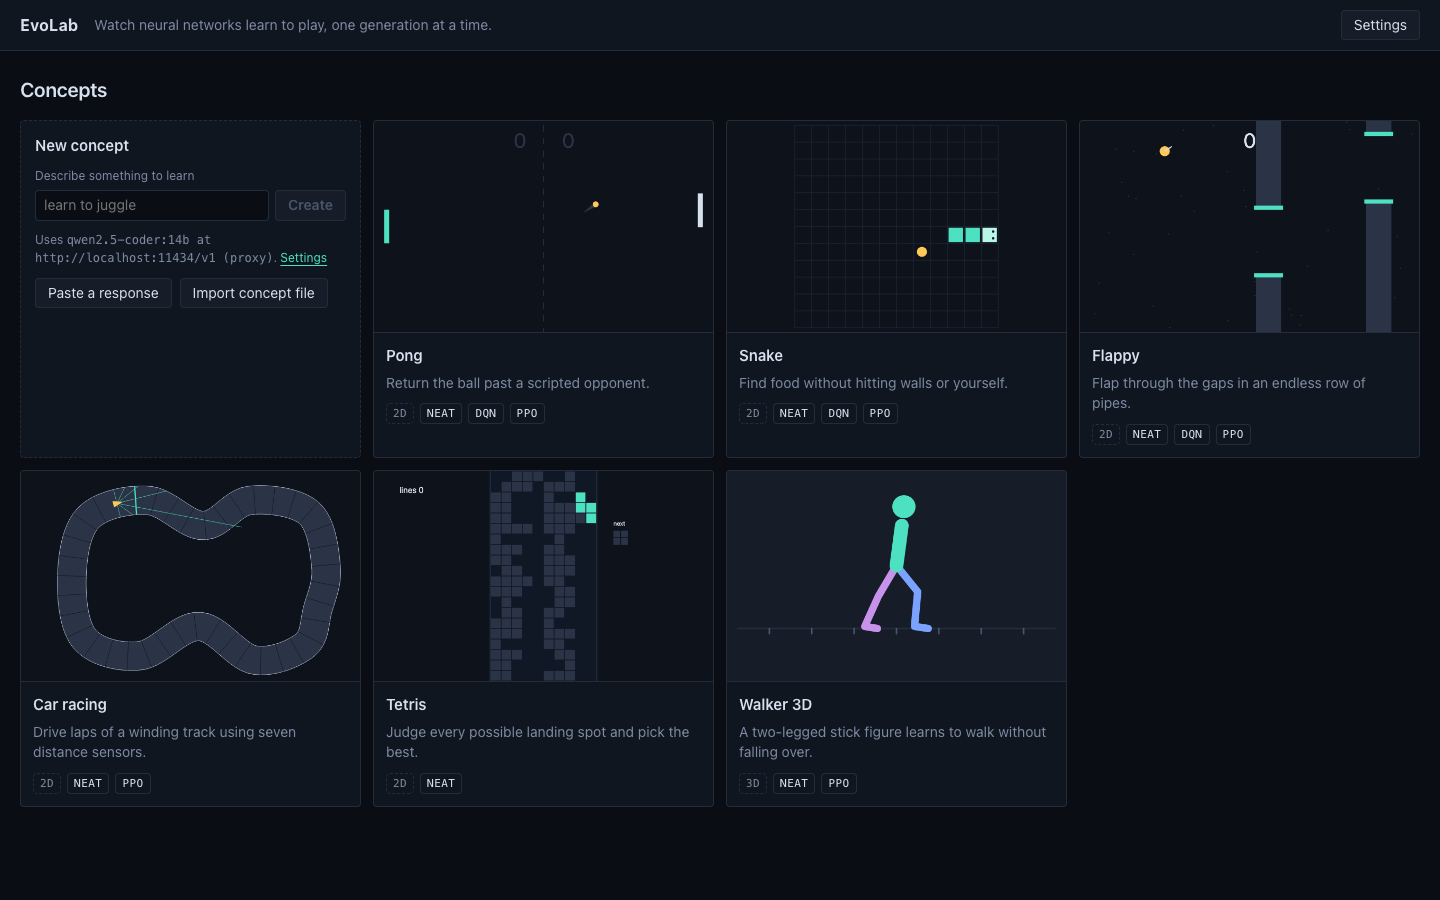 EvoLab
Watch neural networks learn to play, one generation at a time.
Settings
Concepts
New concept
Describe something to learn
learn to juggle
Create
Uses qwen2.5-coder:14b at
http://localhost:11434/v1 (proxy). Settings
Paste a response
Import concept file
0 0
Pong
Return the ball past a scripted opponent.
2D NEAT DQN PPO
Snake
Find food without hitting walls or yourself.
2D NEAT DQN PPO
0
Flappy
Flap through the gaps in an endless row of
pipes.
2D NEAT DQN PPO
Car racing
Drive laps of a winding track using seven
distance sensors.
2D NEAT PPO
lines 0
next
Tetris
Judge every possible landing spot and pick the
best.
2D NEAT
Walker 3D
A two-legged stick figure learns to walk without
falling over.
3D NEAT PPO